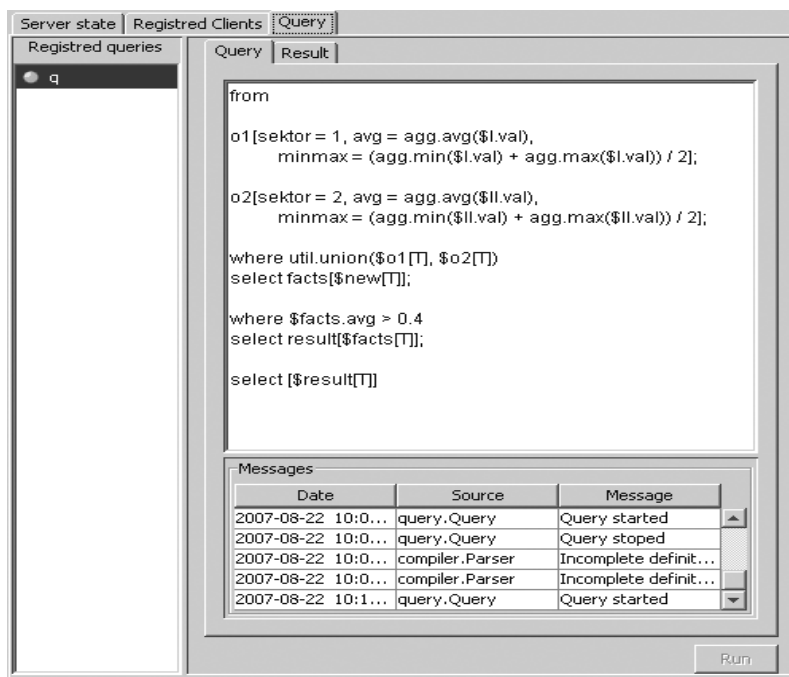 Server state Registred Clients Query
Registred queries
q
Query Result
from
o1[sektor = 1, avg = agg.avg($I.val),
minmax = (agg.min($I.val) + agg.max($I.val)) / 2];
o2[sektor = 2, avg = agg.avg($II.val),
minmax = (agg.min($II.val) + agg.max($II.val)) / 2];
where util.union($o1[T], $o2[T])
select facts[$new[T]];
where $facts.avg > 0.4
select result[$facts[T]];
select [$result[T]]
Messages
Date Source Message
2007-08-22 10:0... query.Query Query started
2007-08-22 10:0... query.Query Query stoped
2007-08-22 10:0... compiler.Parser Incomplete definit...
2007-08-22 10:0... compiler.Parser Incomplete definit...
2007-08-22 10:1... query.Query Query started
Run